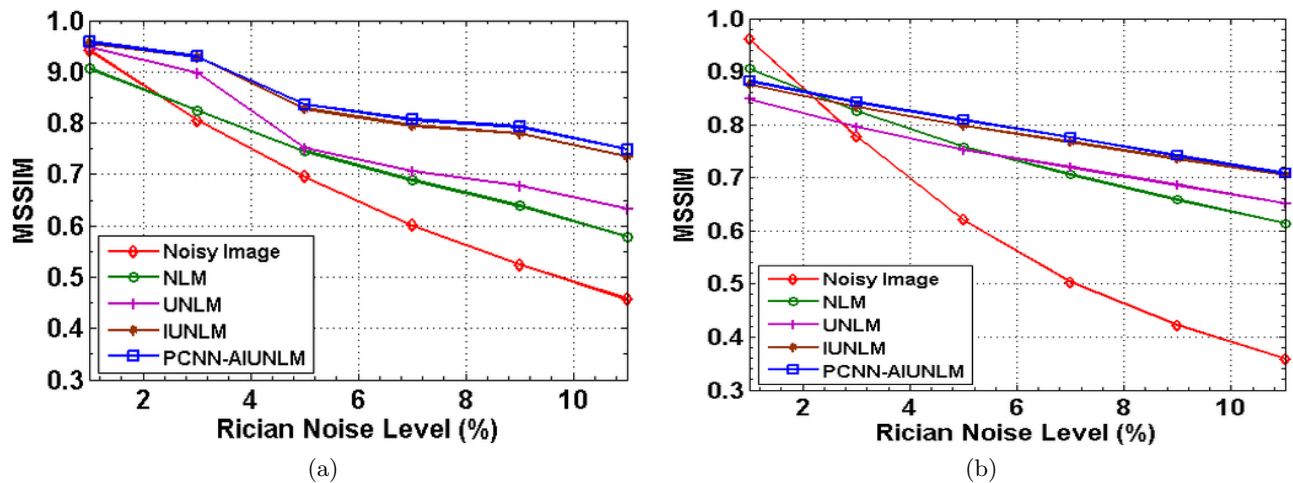 1.0
9.0
0.8
0.7
0.6
0.5
0.4
0.3
MSSIM
Noisy Image
NLM
UNLM
IUNLM
PCNN-AIUNLM
2 4 6 8 10
Rician Noise Level (%)
(a)
1.0
0.9
0.8
0.7
0.6
0.5
0.4
0.3
MSSIM
Noisy Image
NLM
UNLM
IUNLM
PCNN-AIUNLM
2 4 6 8 10
Rician Noise Level (%)
(b)